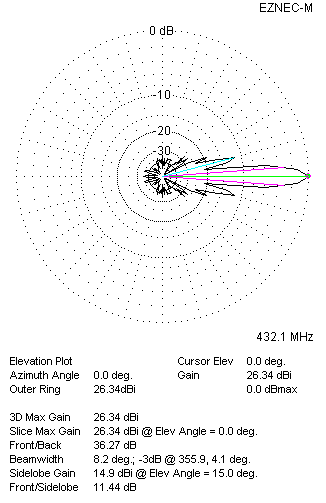 EZNEC-M
0 dB
-10
-20
-30
432.1 MHz
Elevation Plot Cursor Elev 0.0 deg.
Azimuth Angle 0.0 deg. Gain 26.34 dBi
Outer Ring 26.34dBi 0.0 dBmax
3D Max Gain 26.34 dBi
Slice Max Gain 26.34 dBi @ Elev Angle = 0.0 deg.
Front/Back 36.27 dB
Beamwidth 8.2 deg.; -3dB @ 355.9, 4.1 deg.
Sidelobe Gain 14.9 dBi @ Elev Angle = 15.0 deg.
Front/Sidelobe 11.44 dB